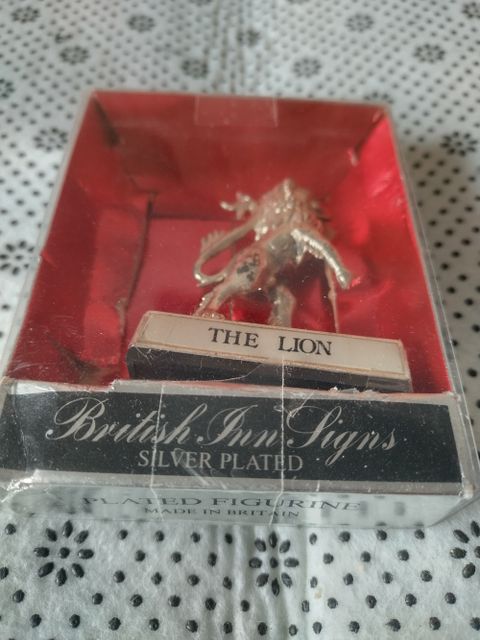 THE LION
British Inn Signs
SILVER PLATED
PLATED FIGURINE
MADE IN BRITAIN